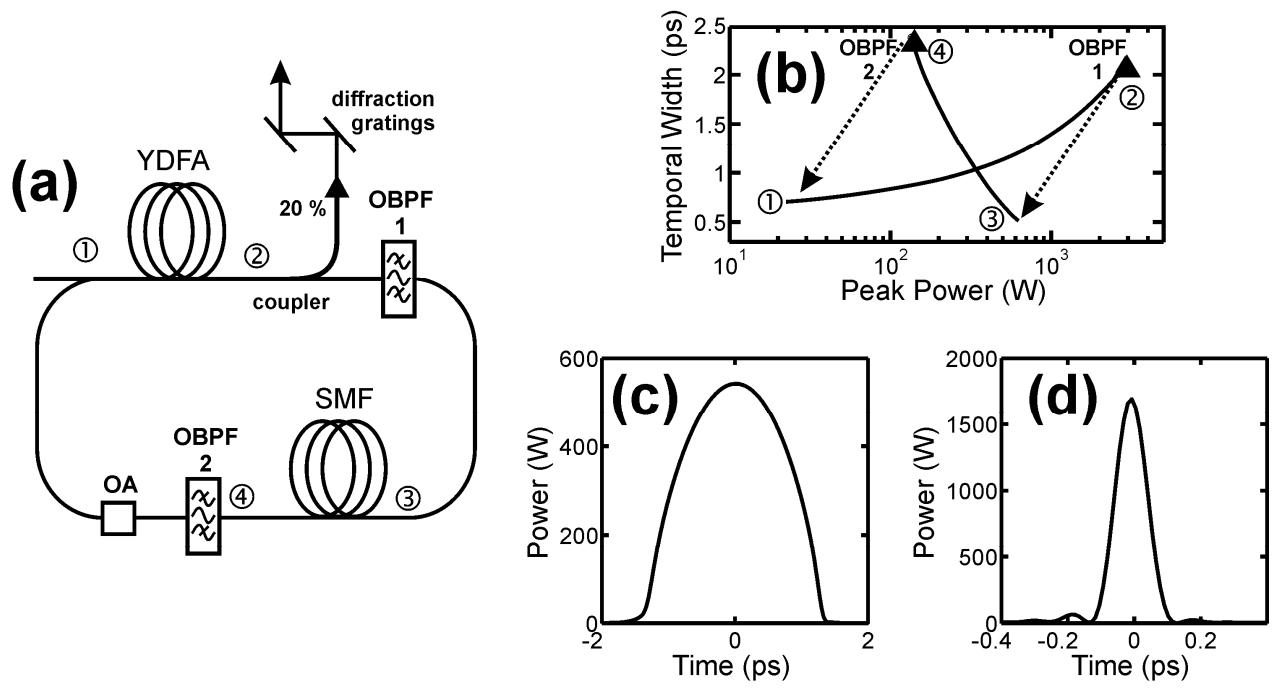 (a)
diffraction
gratings
YDFA
20 %
OBPF
1
①
②
coupler
SMF
OBPF
2
OA
④
③
(b)
Temporal Width (ps)
2.5
2
1.5
1
0.5
OBPF
2
④
OBPF
1
②
①
③
10¹
10²
10³
Peak Power (W)
(c)
Power (W)
600
400
200
0
-2
0
2
Time (ps)
(d)
Power (W)
2000
1500
1000
500
0
-0.4
-0.2
0
0.2
Time (ps)